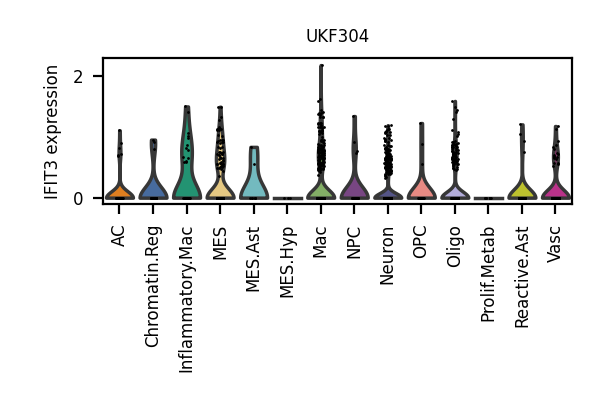 UKF304
IFIT3 expression
2
0
AC
Chromatin.Reg
Inflammatory.Mac
MES
MES.Ast
MES.Hyp
Mac
NPC
Neuron
OPC
Oligo
Prolif.Metab
Reactive.Ast
Vasc